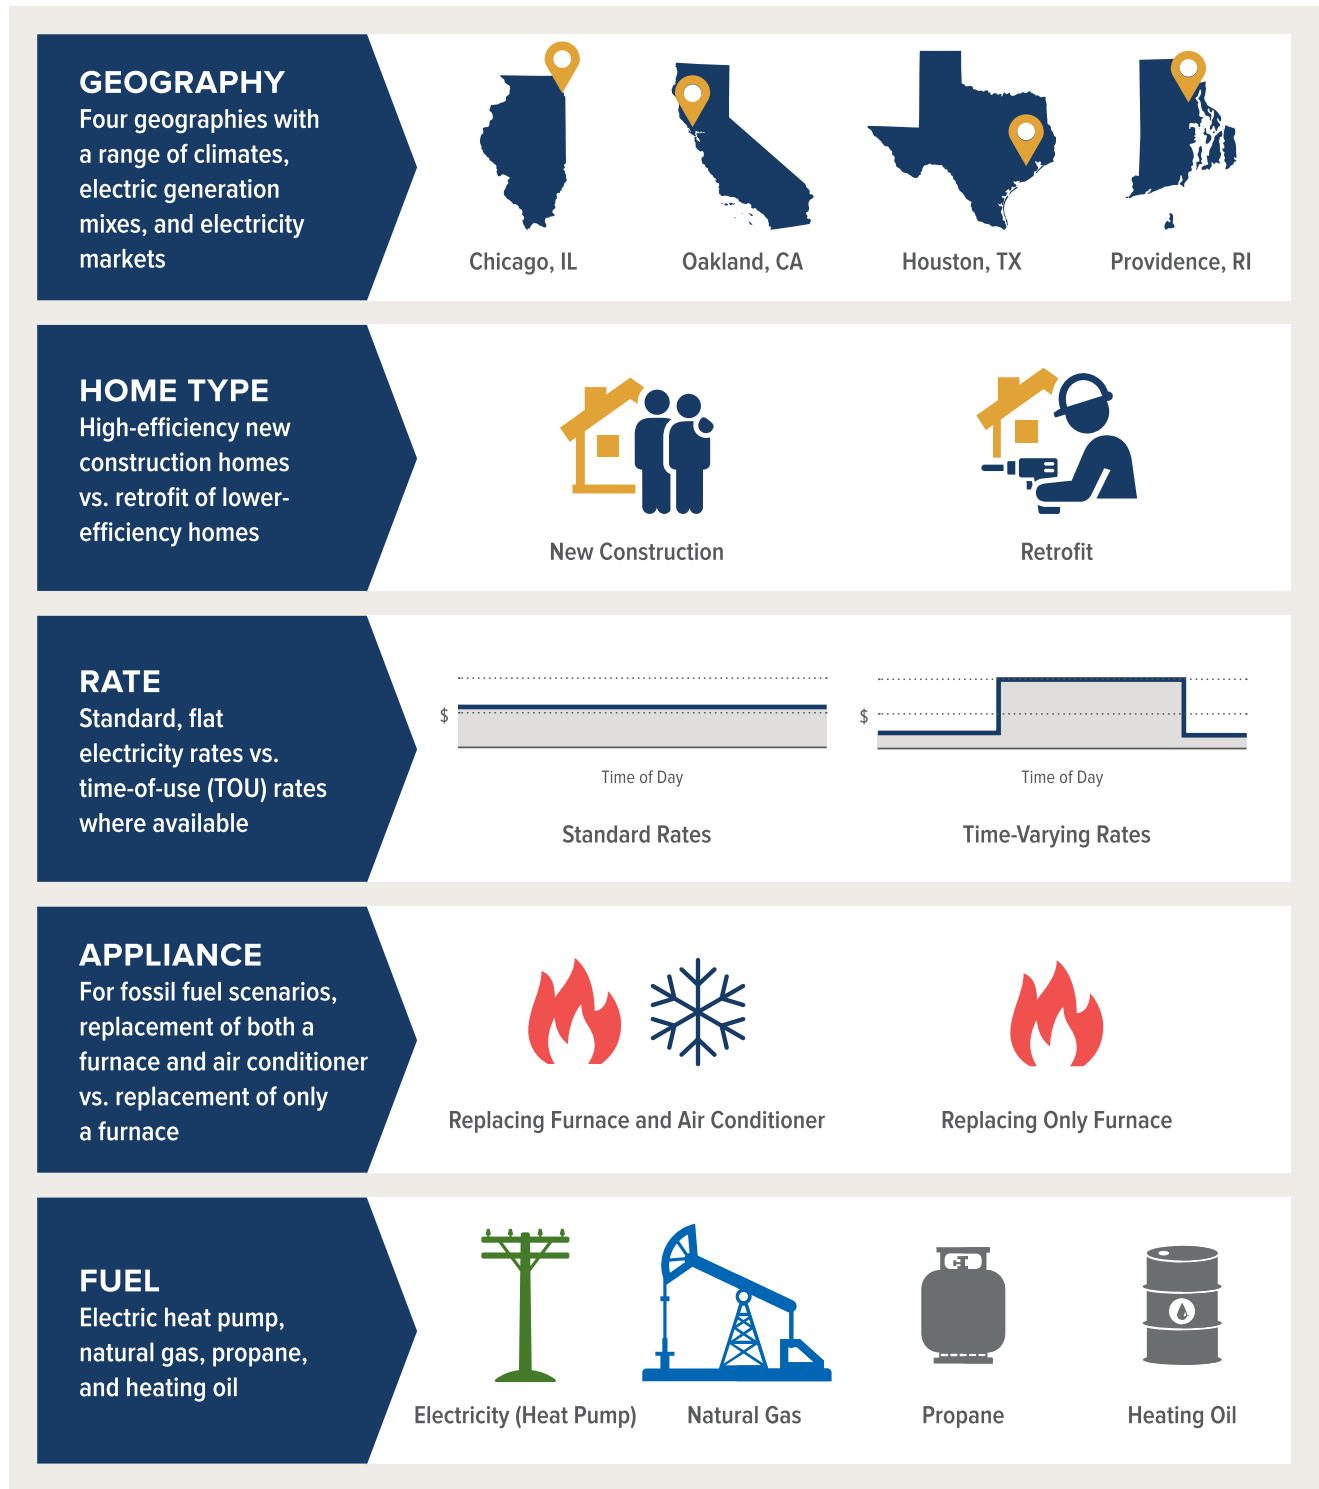 GEOGRAPHY
Four geographies with
a range of climates,
electric generation
mixes, and electricity
markets
Chicago, IL
Oakland, CA
Houston, TX
Providence, RI
HOME TYPE
High-efficiency new
construction homes
vs. retrofit of lower-
efficiency homes
New Construction
Retrofit
RATE
Standard, flat
electricity rates vs.
time-of-use (TOU) rates
where available
$
Time of Day
Standard Rates
$
Time of Day
Time-Varying Rates
APPLIANCE
For fossil fuel scenarios,
replacement of both a
furnace and air conditioner
vs. replacement of only
a furnace
Replacing Furnace and Air Conditioner
Replacing Only Furnace
FUEL
Electric heat pump,
natural gas, propane,
and heating oil
Electricity (Heat Pump)
Natural Gas
Propane
Heating Oil